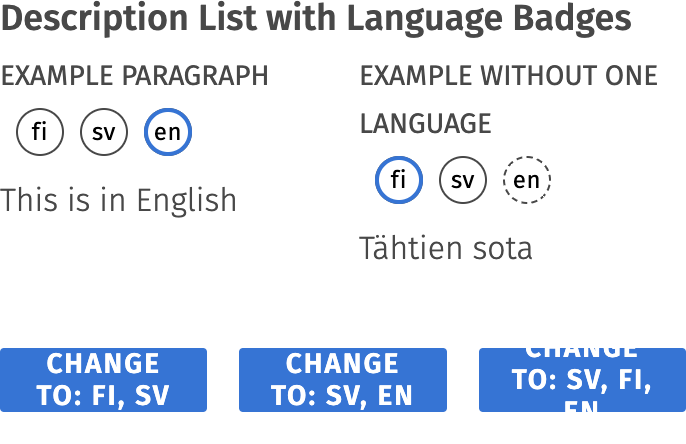 Description List with Language Badges
EXAMPLE PARAGRAPH
fi sv en
This is in English
EXAMPLE WITHOUT ONE
LANGUAGE
fi sv en
Tähtien sota
CHANGE
TO: FI, SV
CHANGE
TO: SV, EN
CHANGE
TO: SV, FI,
EN